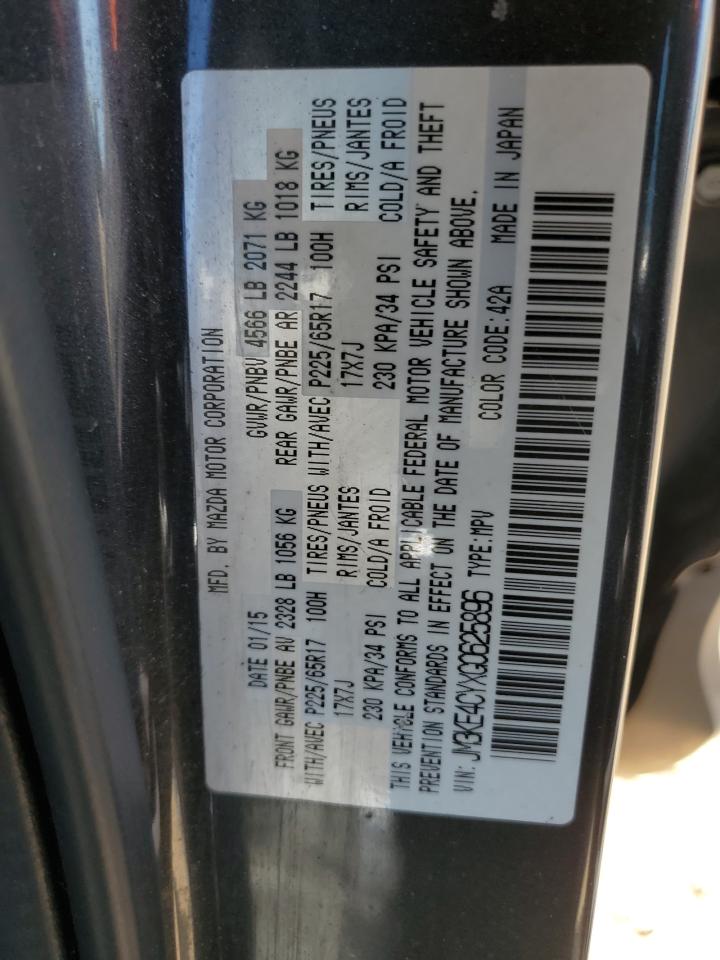 MFD. BY MAZDA MOTOR CORPORATION
DATE 01/15 GVWR/PNBV 4566 LB 2071 KG
FRONT GAWR/PNBE AV 2328 LB 1056 KG REAR GAWR/PNBE AR 2244 LB 1018 KG
WITH/AVEC P225/65R17 100H TIRES/PNEUS WITH/AVEC P225/65R17 100H TIRES/PNEUS
17X7J RIMS/JANTES 17X7J RIMS/JANTES
230 KPA/34 PSI COLD/A FROID 230 KPA/34 PSI COLD/A FROID
THIS VEHICLE CONFORMS TO ALL APPLICABLE FEDERAL MOTOR VEHICLE SAFETY AND THEFT
PREVENTION STANDARDS IN EFFECT ON THE DATE OF MANUFACTURE SHOWN ABOVE.
VIN: JM3KE4CYXG0625896 TYPE:MPV COLOR CODE:42A MADE IN JAPAN